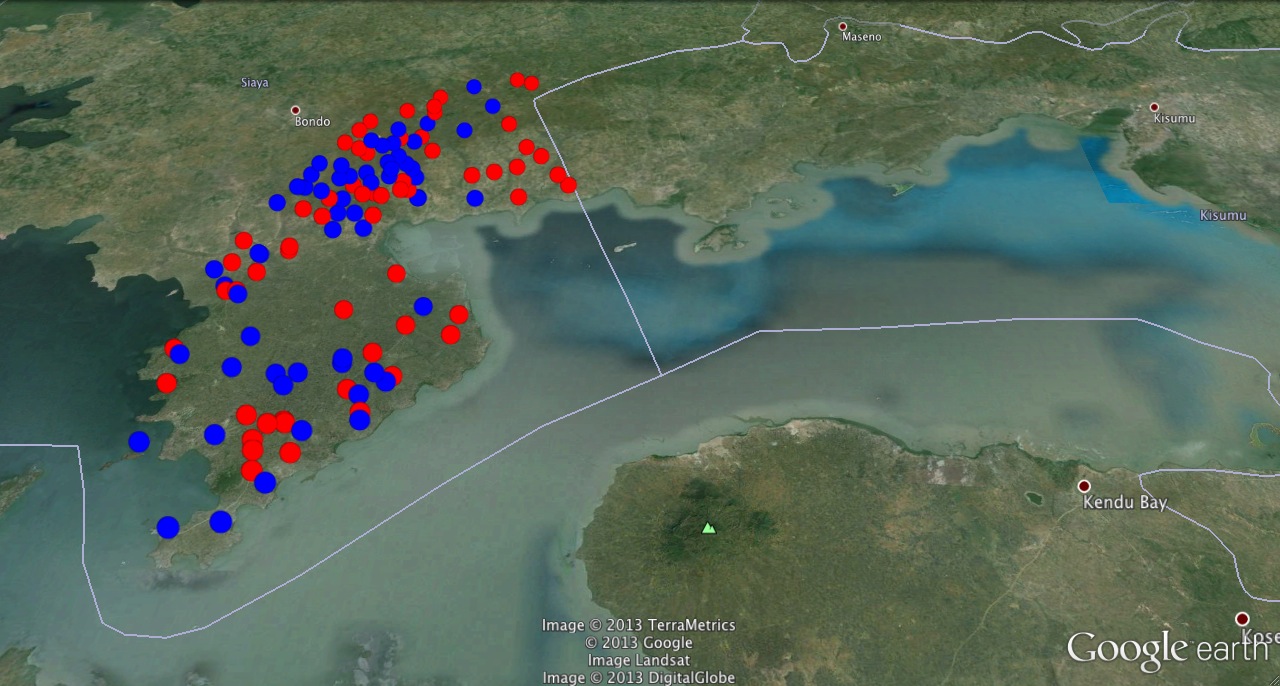 Maseno
Siaya
Bondo
Kisumu
Kisumu
Kendu Bay
Image © 2013 TerraMetrics
© 2013 Google
Image Landsat
Image © 2013 DigitalGlobe
Kose
Google earth